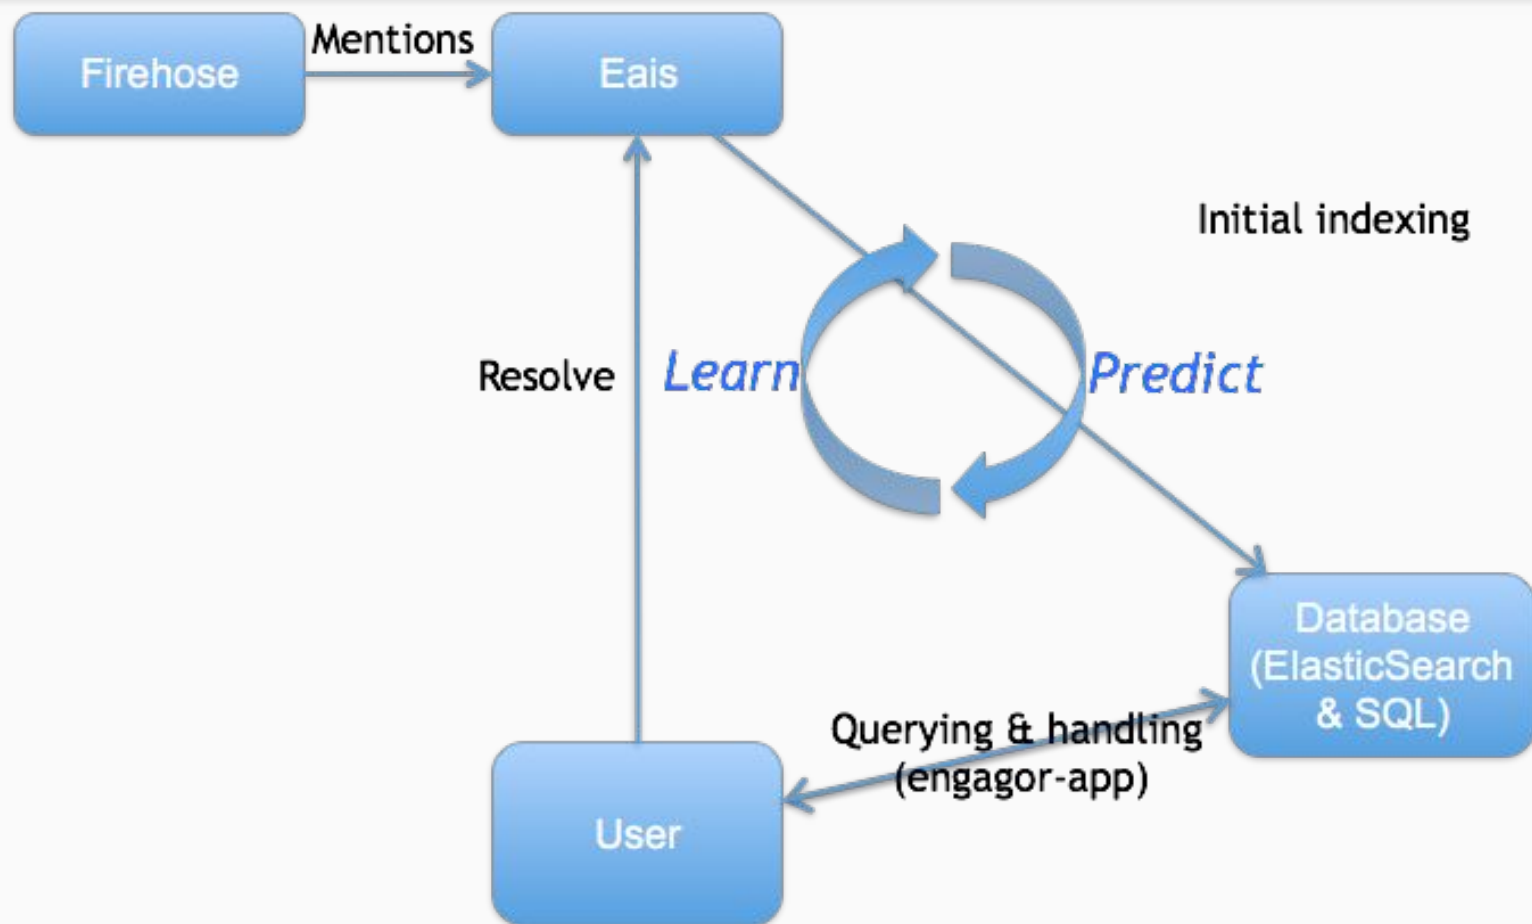 Firehose
Mentions
Eais
Initial indexing
Resolve
Learn
Predict
Database
(ElasticSearch
& SQL)
Querying & handling
(engagor-app)
User